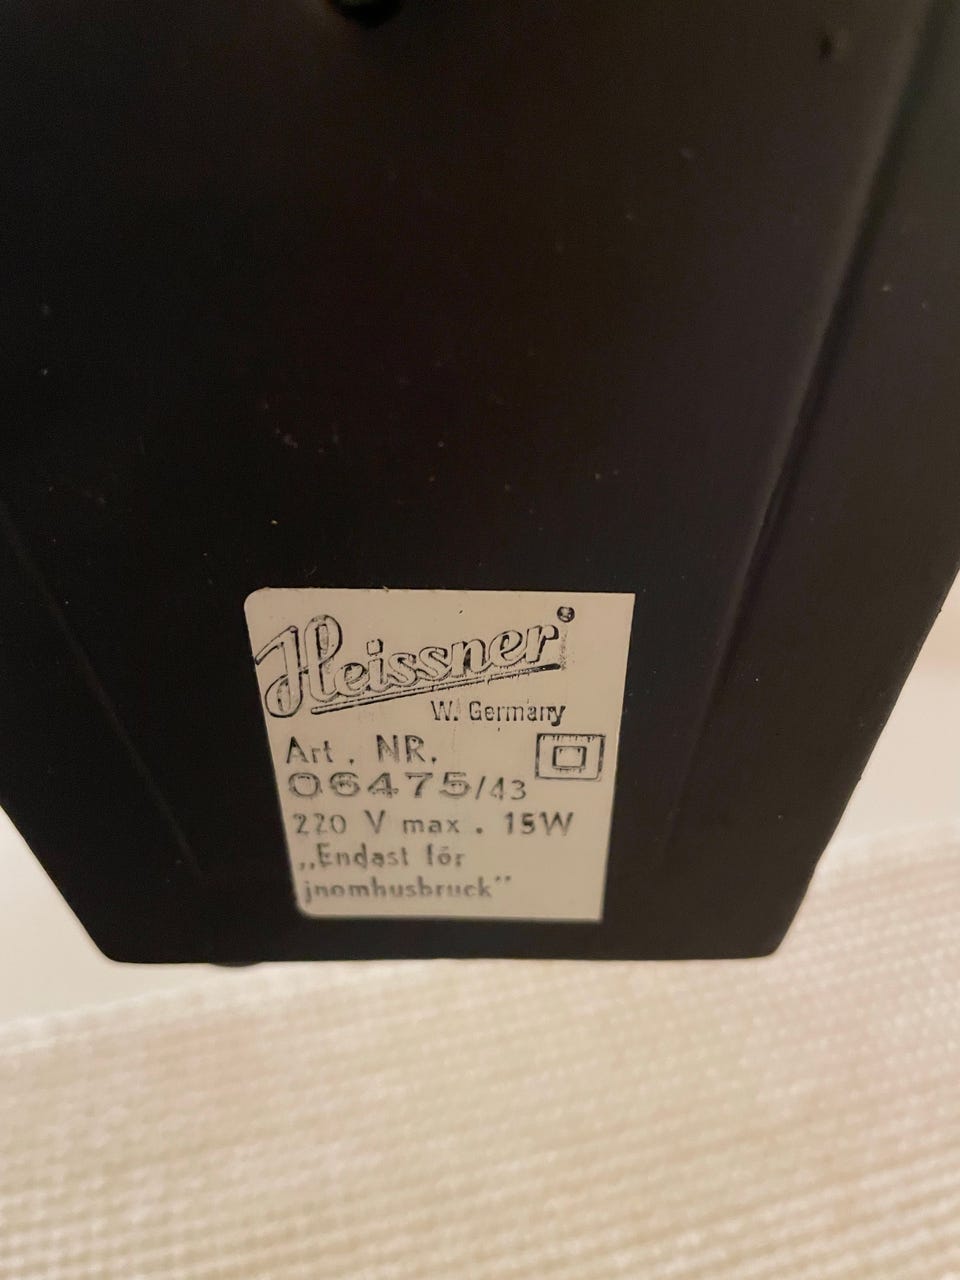 Heissner®
W. Germany
Art. NR.
06475/43
220 V max. 15W
„Endast för
jnomhusbruck"